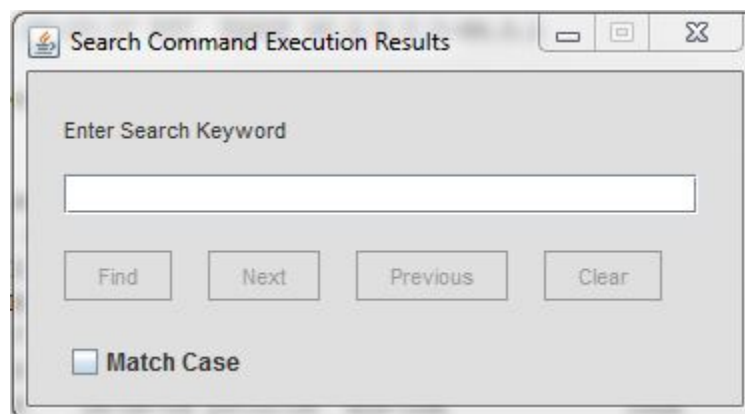 Search Command Execution Results
Enter Search Keyword
Find Next Previous Clear
Match Case